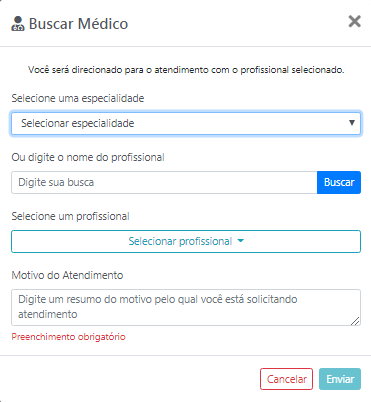 Buscar Médico
Você será direcionado para o atendimento com o profissional selecionado.
Selecione uma especialidade
Selecionar especialidade
Ou digite o nome do profissional
Digite sua busca
Buscar
Selecione um profissional
Selecionar profissional
Motivo do Atendimento
Digite um resumo do motivo pelo qual você está solicitando
atendimento
Preenchimento obrigatório
Cancelar
Enviar